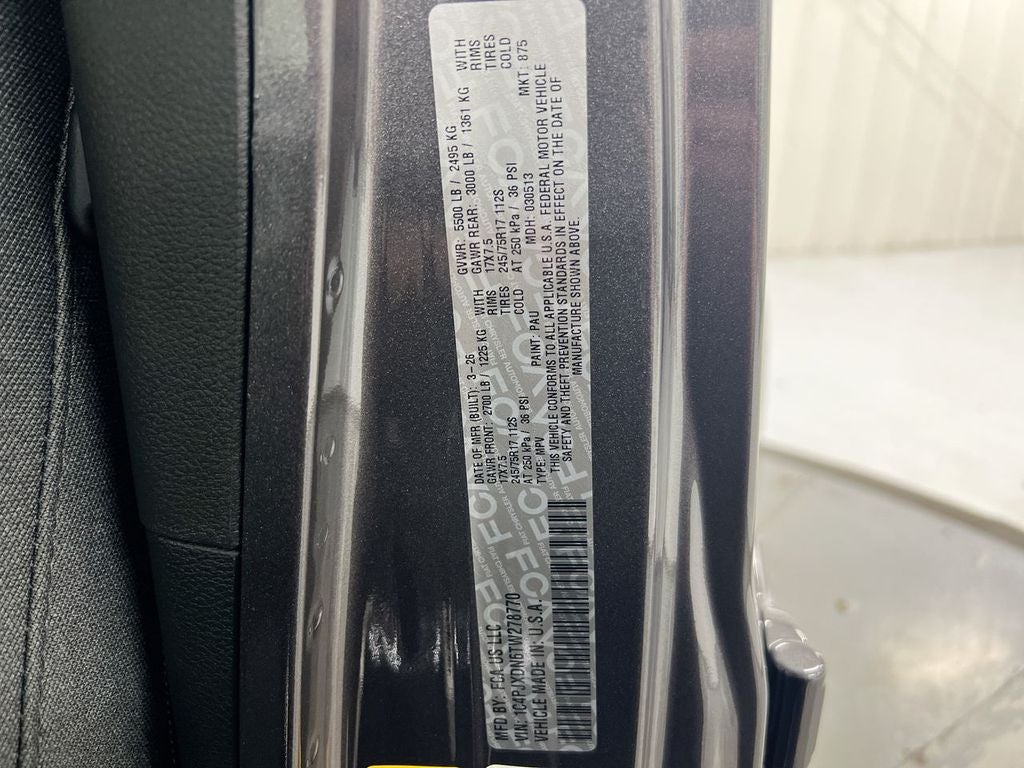 MFD BY: FCA US LLC DATE OF MFR (BUILT): 3-26 GVWR: 5500 LB / 2495 KG
GAWR FRONT: 2700 LB / 1225 KG WITH GAWR REAR: 3000 LB / 1361 KG WITH
17X7.5 RIMS 17X7.5 RIMS
245/75R17 112S TIRES 245/75R17 112S TIRES
AT 250 kPa / 36 PSI COLD AT 250 kPa / 36 PSI COLD
VIN: 1C4PJXDN6TW278770 TYPE: MPV PAINT: PAU MDH: 030513 MKT: 875
VEHICLE MADE IN U.S.A.
THIS VEHICLE CONFORMS TO ALL APPLICABLE U.S.A. FEDERAL MOTOR VEHICLE
SAFETY AND THEFT PREVENTION STANDARDS IN EFFECT ON THE DATE OF
MANUFACTURE SHOWN ABOVE.